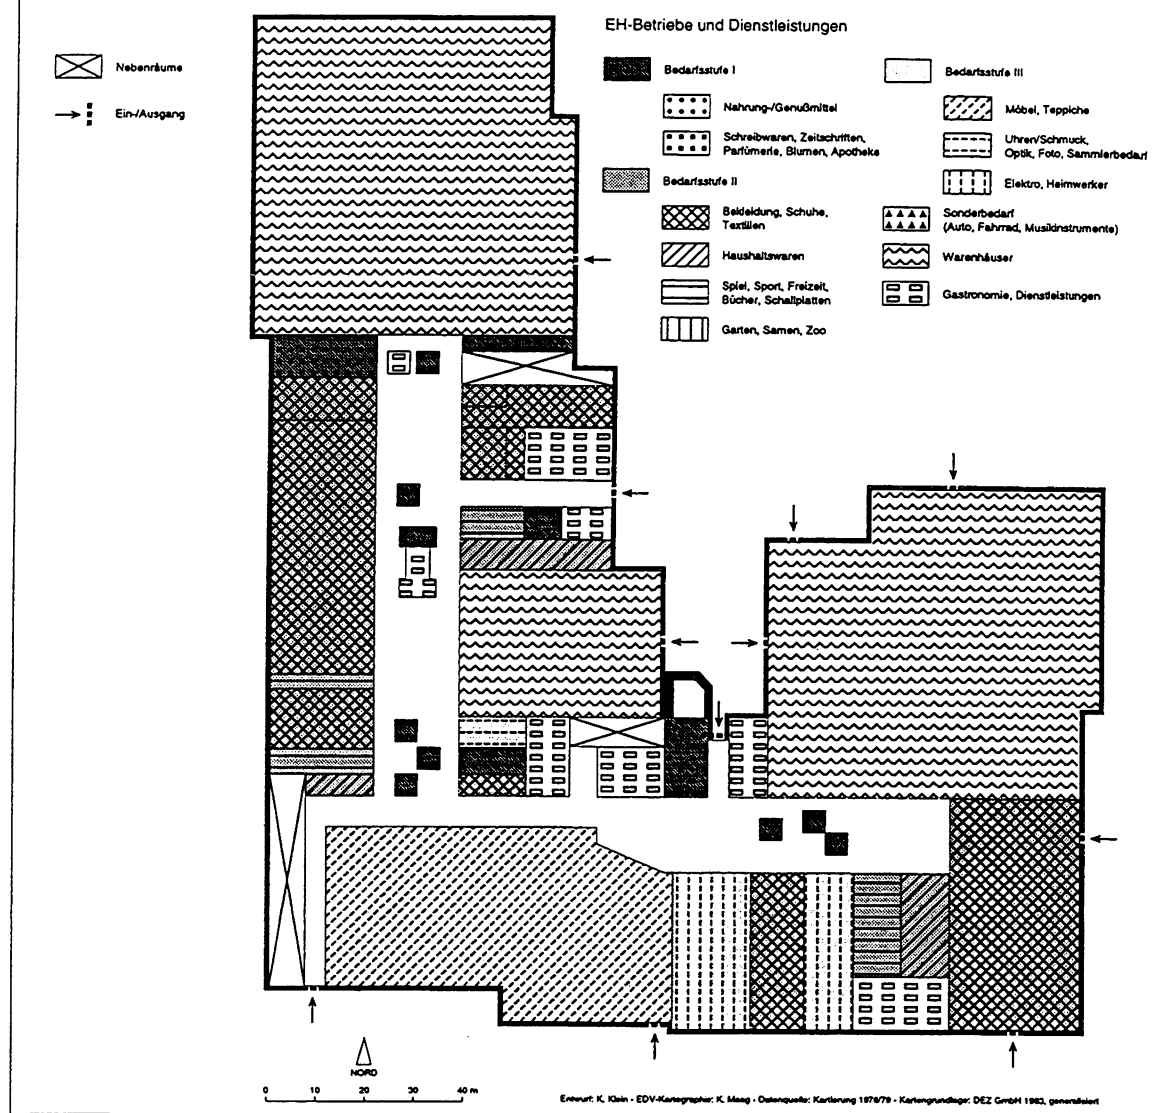 EH-Betriebe und Dienstleistungen
Nebenräume
Ein-/Ausgang
Bedarfsstufe I
Nahrung-/Genußmittel
Schreibwaren, Zeitschriften,
Parfümerie, Blumen, Apotheke
Bedarfsstufe II
Bekleidung, Schuhe,
Textilien
Haushaltswaren
Spiel, Sport, Freizeit,
Bücher, Schallplatten
Garten, Samen, Zoo
Bedarfsstufe III
Möbel, Teppiche
Uhren/Schmuck,
Optik, Foto, Sammlerbedarf
Elektro, Heimwerker
Sonderbedarf
(Auto, Fahrrad, Musikinstrumente)
Warenhäuser
Gastronomie, Dienstleistungen
NORD
0 10 20 30 40 m
Entwurf: K. Klein - EDV-Kartographie: K. Maag - Datenquelle: Kartierung 1978/79 - Kartengrundlage: DEZ GmbH 1983, generalisiert